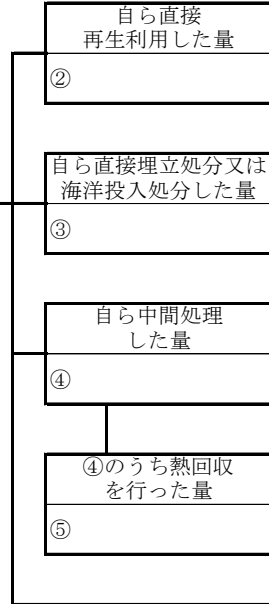 自ら直接
再生利用した量
②
自ら直接埋立処分又は
海洋投入処分した量
③
自ら中間処理
した量
④
④のうち熱回収
を行った量
⑤